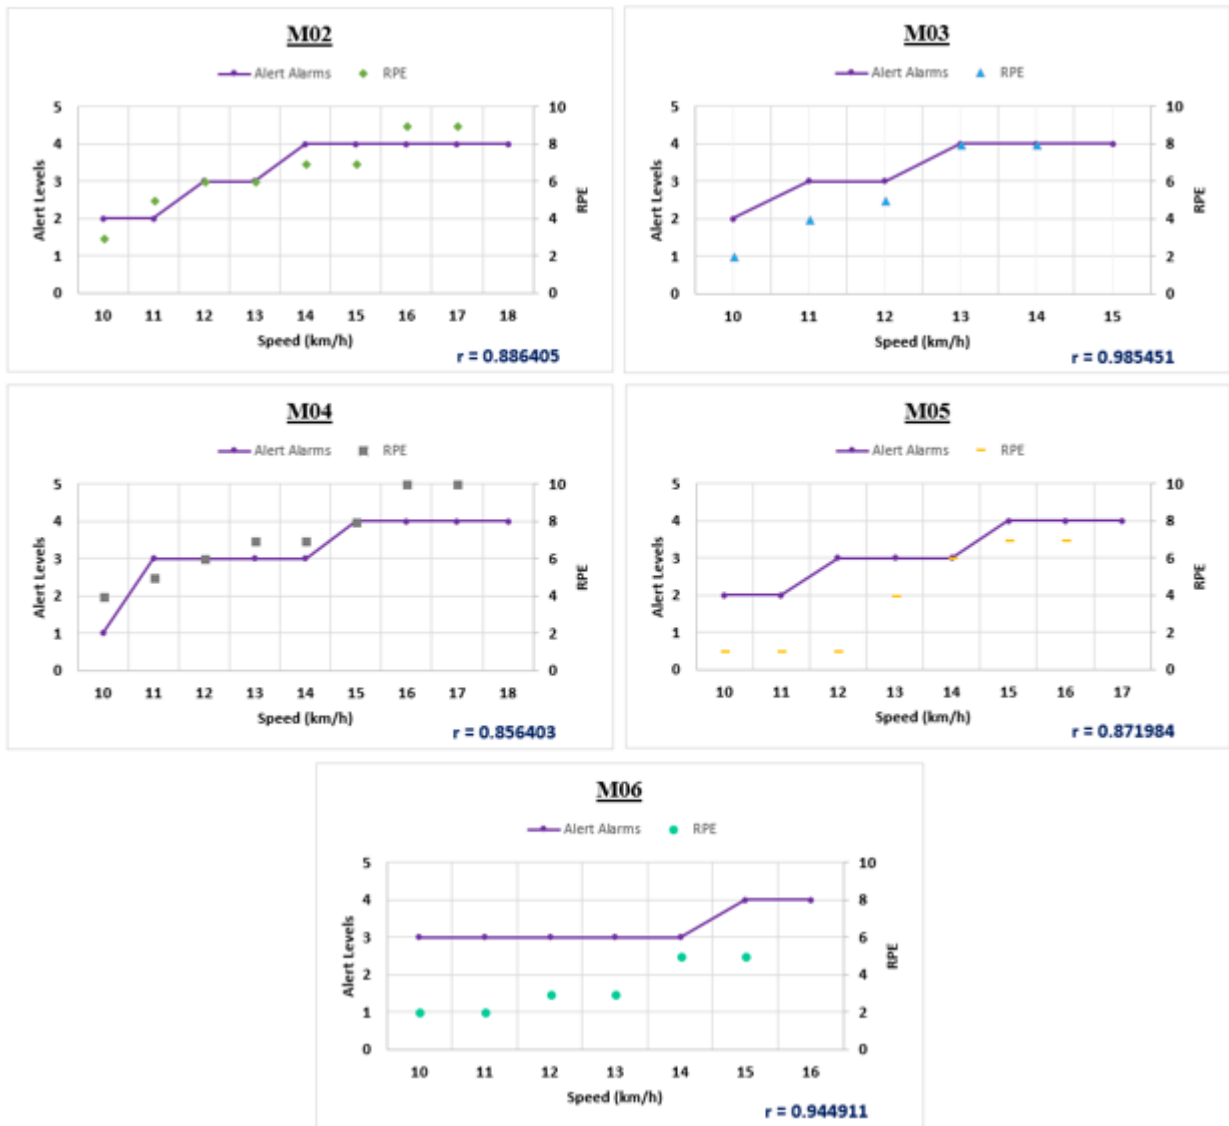 M02
Alert Alarms RPE
5 10
4 8
3 6
2 4
1 2
0 0
Alert Levels
RPE
10 11 12 13 14 15 16 17 18
Speed (km/h)
r = 0.886405
M03
Alert Alarms RPE
5 10
4 8
3 6
2 4
1 2
0 0
Alert Levels
RPE
10 11 12 13 14 15
Speed (km/h)
r = 0.985451
M04
Alert Alarms RPE
5 10
4 8
3 6
2 4
1 2
0 0
Alert Levels
RPE
10 11 12 13 14 15 16 17 18
Speed (km/h)
r = 0.856403
M05
Alert Alarms RPE
5 10
4 8
3 6
2 4
1 2
0 0
Alert Levels
RPE
10 11 12 13 14 15 16 17
Speed (km/h)
r = 0.871984
M06
Alert Alarms RPE
5 10
4 8
3 6
2 4
1 2
0 0
Alert Levels
RPE
10 11 12 13 14 15 16
Speed (km/h)
r = 0.944911